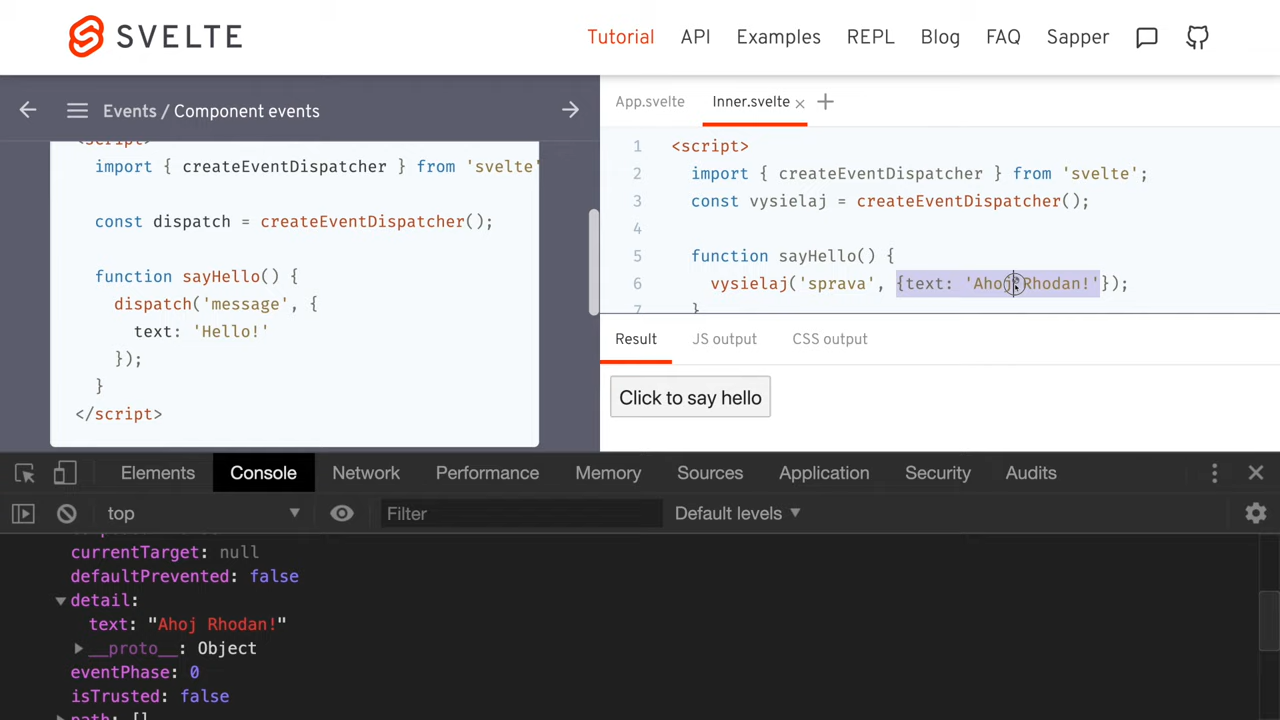 SVELTE
Tutorial API Examples REPL Blog FAQ Sapper
Events / Component events
<script>
import { createEventDispatcher } from 'svelte'
const dispatch = createEventDispatcher();
function sayHello() {
dispatch('message', {
text: 'Hello!'
});
}
</script>
App.svelte Inner.svelte × +
1 <script>
2 import { createEventDispatcher } from 'svelte';
3 const vysielaj = createEventDispatcher();
4
5 function sayHello() {
6 vysielaj('sprava', {text: 'Ahoj Rhodan!'});
7 }
Result JS output CSS output
Click to say hello
Elements Console Network Performance Memory Sources Application Security Audits
top Filter Default levels
currentTarget: null
defaultPrevented: false
detail:
text: "Ahoj Rhodan!"
__proto__: Object
eventPhase: 0
isTrusted: false
path: []